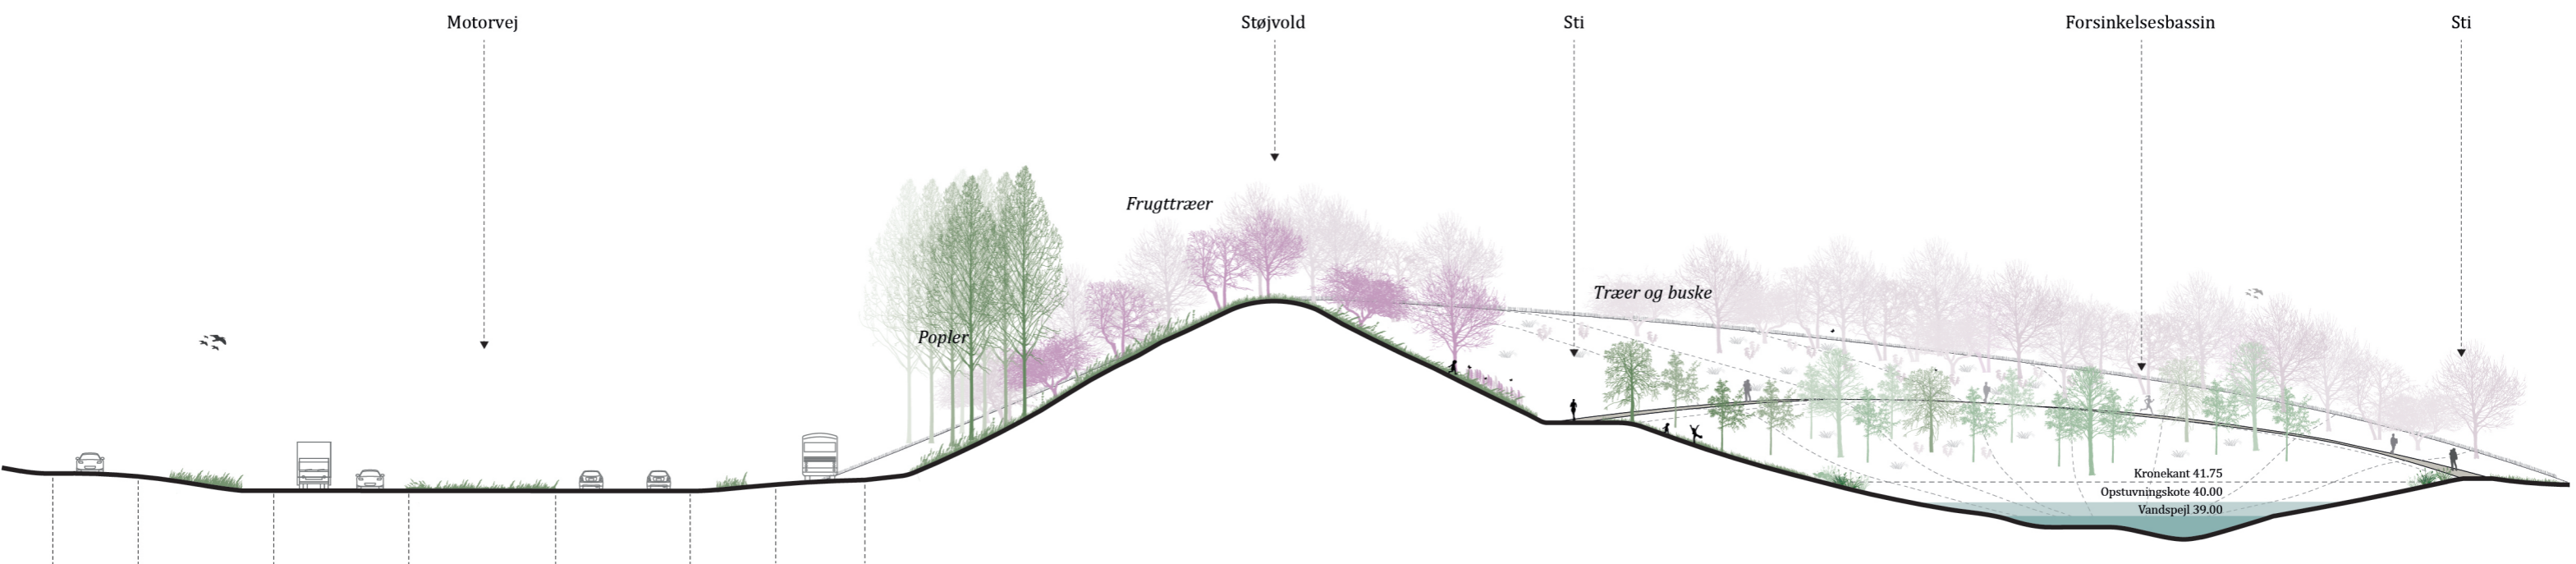 Motorvej
Støjvold
Sti
Forsinkelsesbassin
Sti
Frugttræer
Træer og buske
Popler
Kronekant 41.75
Opstuvningskote 40.00
Vandspejl 39.00